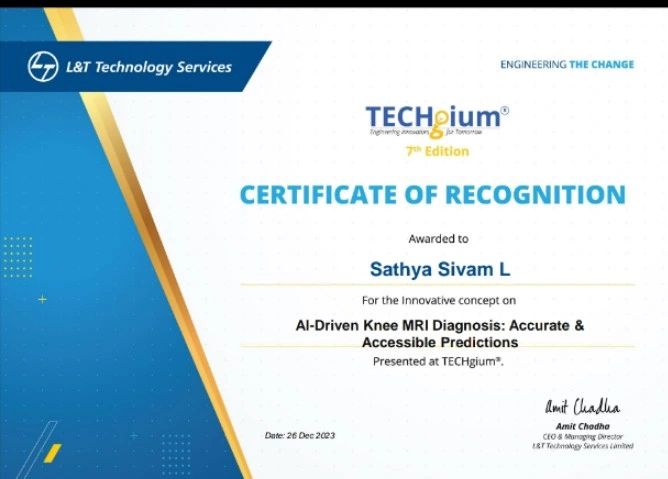 L&T Technology Services
ENGINEERING THE CHANGE
TECHgium®
Engineering Innovators for Tomorrow
7th Edition
CERTIFICATE OF RECOGNITION
Awarded to
Sathya Sivam L
For the Innovative concept on
AI-Driven Knee MRI Diagnosis: Accurate &
Accessible Predictions
Presented at TECHgium®.
Amit Chadha
Amit Chadha
CEO & Managing Director
L&T Technology Services Limited
Date: 26 Dec 2023